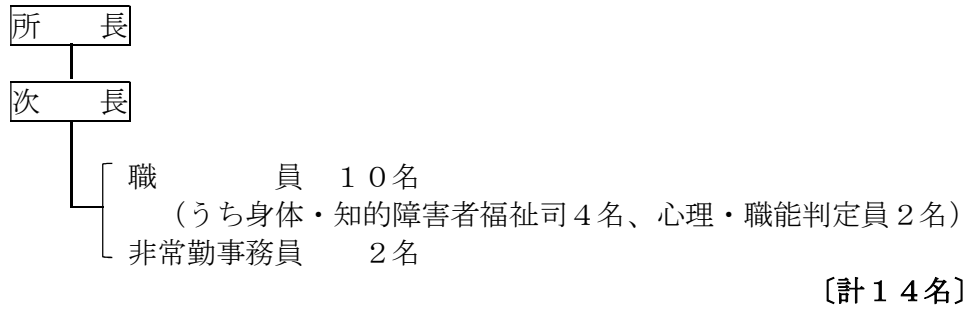 所　　長
次　　長
職　　　　員　１０名
（うち身体・知的障害者福祉司４名、心理・職能判定員２名）
非常勤事務員　　２名
〔計１４名〕